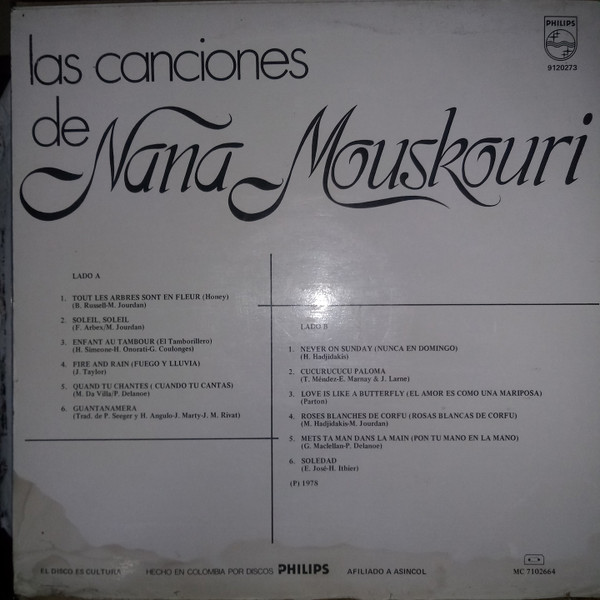 PHILIPS
9120273
las canciones
de Nana Mouskouri
LADO A
1. TOUT LES ARBRES SONT EN FLEUR (Honey)
(B. Russell-M. Jourdan)
2. SOLEIL, SOLEIL
(F. Arbex/M. Jourdan)
3. ENFANT AU TAMBOUR (El Tamborillero)
(H. Simeone-H. Onorati-G. Coulonges)
4. FIRE AND RAIN (FUEGO Y LLUVIA)
(J. Taylor)
5. QUAND TU CHANTES ( CUANDO TU CANTAS)
(M. Da Villa/P. Delanoe)
6. GUANTANAMERA
(Trad. de P. Seeger y H. Angulo-J. Marty-J. M. Rivat)
LADO B
1. NEVER ON SUNDAY (NUNCA EN DOMINGO)
(H. Hadjidakis)
2. CUCURUCUCU PALOMA
(T. Méndez-E. Marnay & J. Larne)
3. LOVE IS LIKE A BUTTERFLY (EL AMOR ES COMO UNA MARIPOSA)
(Parton)
4. ROSES BLANCHES DE CORFU (ROSAS BLANCAS DE CORFU)
(M. Hadjidakis-M. Jourdan)
5. METS TA MAN DANS LA MAIN (PON TU MANO EN LA MANO)
(G. Maclellan-P. Delanoe)
6. SOLEDAD
(E. José-H. Ithier)
(P) 1978
EL DISCO ES CULTURA HECHO EN COLOMBIA POR DISCOS PHILIPS AFILIADO A ASINCOL MC 7102664